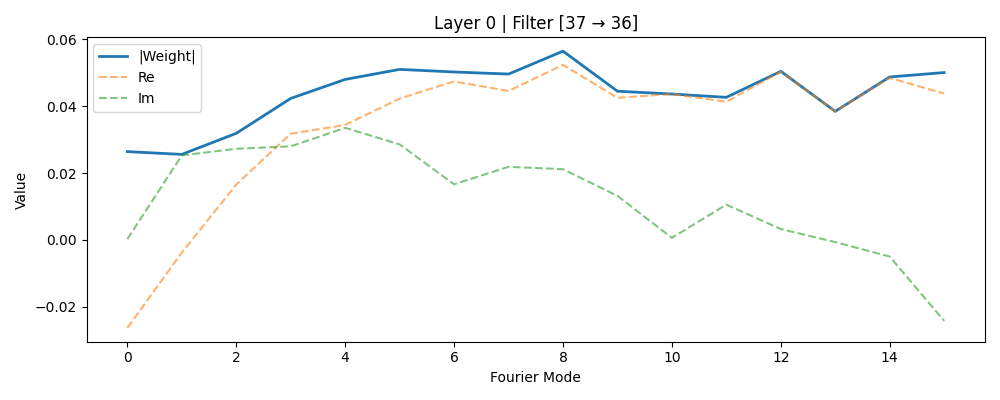 Layer 0 | Filter [37 → 36]
|Weight|
Re
Im
Value
0.06
0.04
0.02
0.00
−0.02
0 2 4 6 8 10 12 14
Fourier Mode